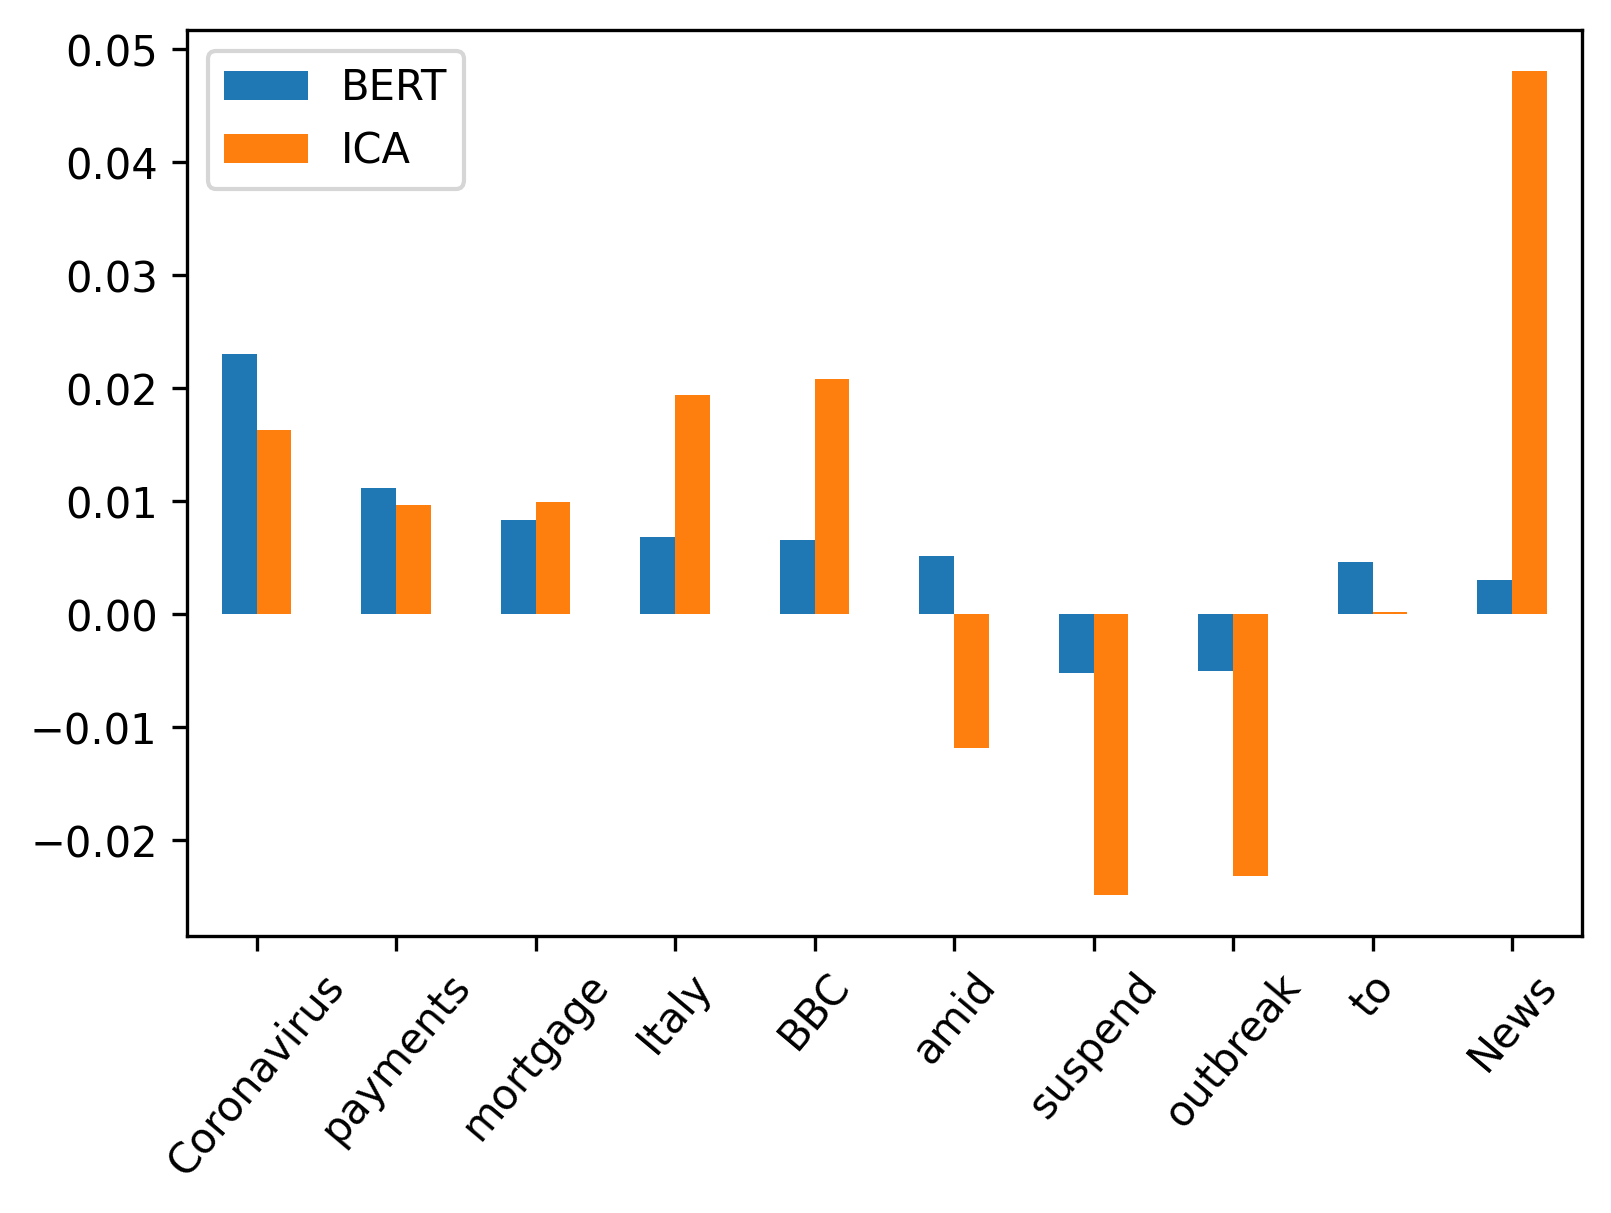 BERT
ICA
0.05
0.04
0.03
0.02
0.01
0.00
−0.01
−0.02
Coronavirus
payments
mortgage
Italy
BBC
amid
suspend
outbreak
to
News